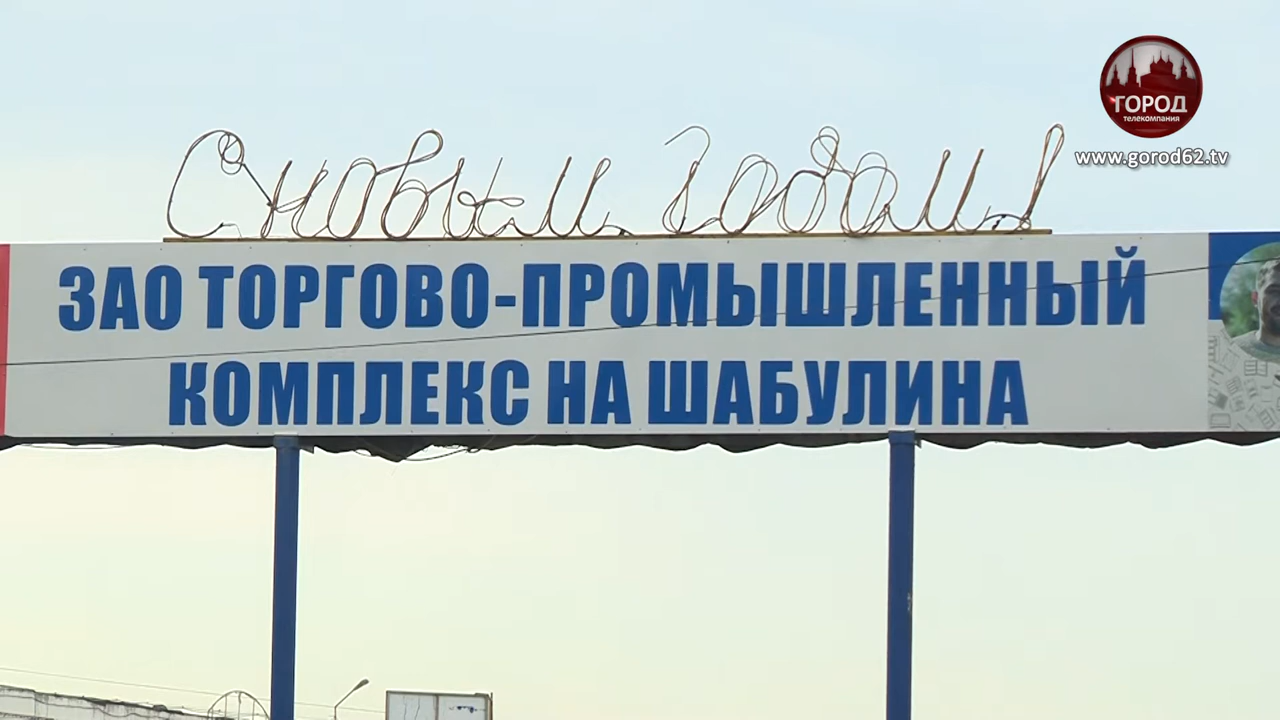 ГОРОД
телекомпания
www.gorod62.tv
С новым годом!
ЗАО ТОРГОВО-ПРОМЫШЛЕННЫЙ
КОМПЛЕКС НА ШАБУЛИНА